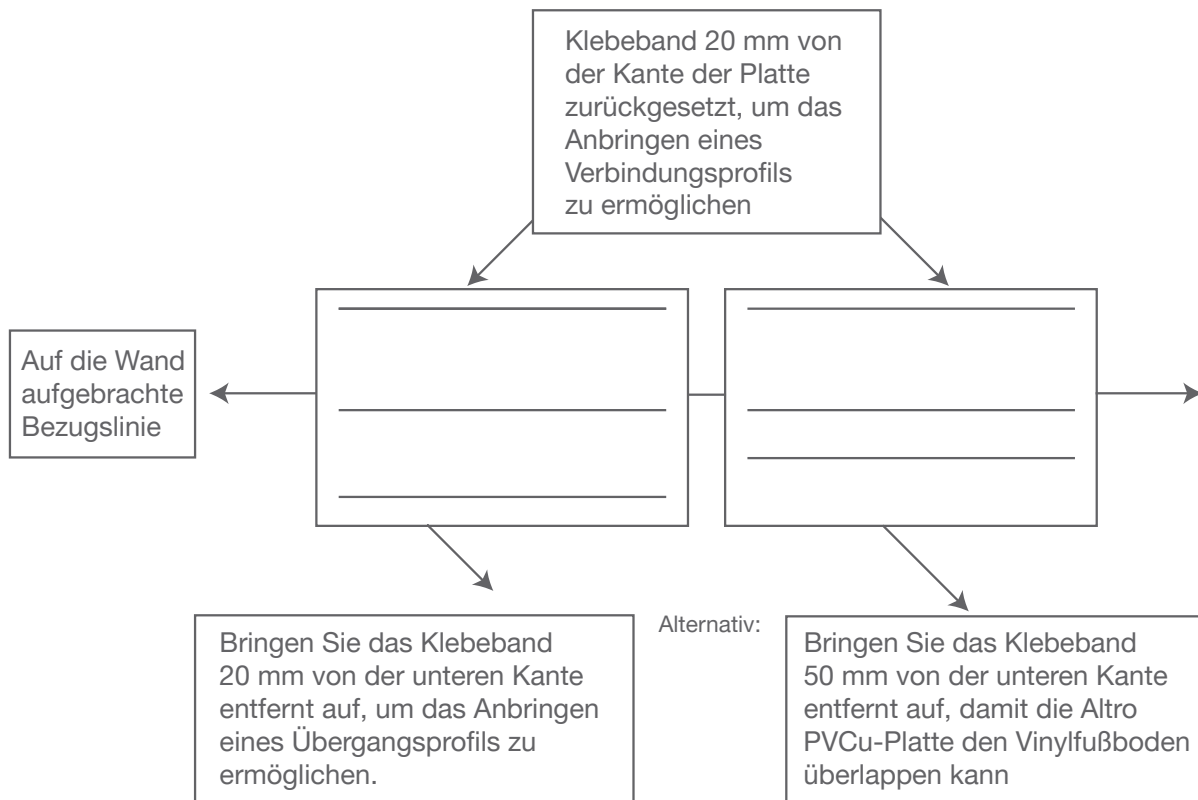 Klebeband 20 mm von
der Kante der Platte
zurückgesetzt, um das
Anbringen eines
Verbindungsprofils
zu ermöglichen
Auf die Wand
aufgebrachte
Bezugslinie
Bringen Sie das Klebeband
20 mm von der unteren Kante
entfernt auf, um das Anbringen
eines Übergangsprofils zu
ermöglichen.
Alternativ:
Bringen Sie das Klebeband
50 mm von der unteren Kante
entfernt auf, damit die Altro
PVCu-Platte den Vinylfußboden
überlappen kann